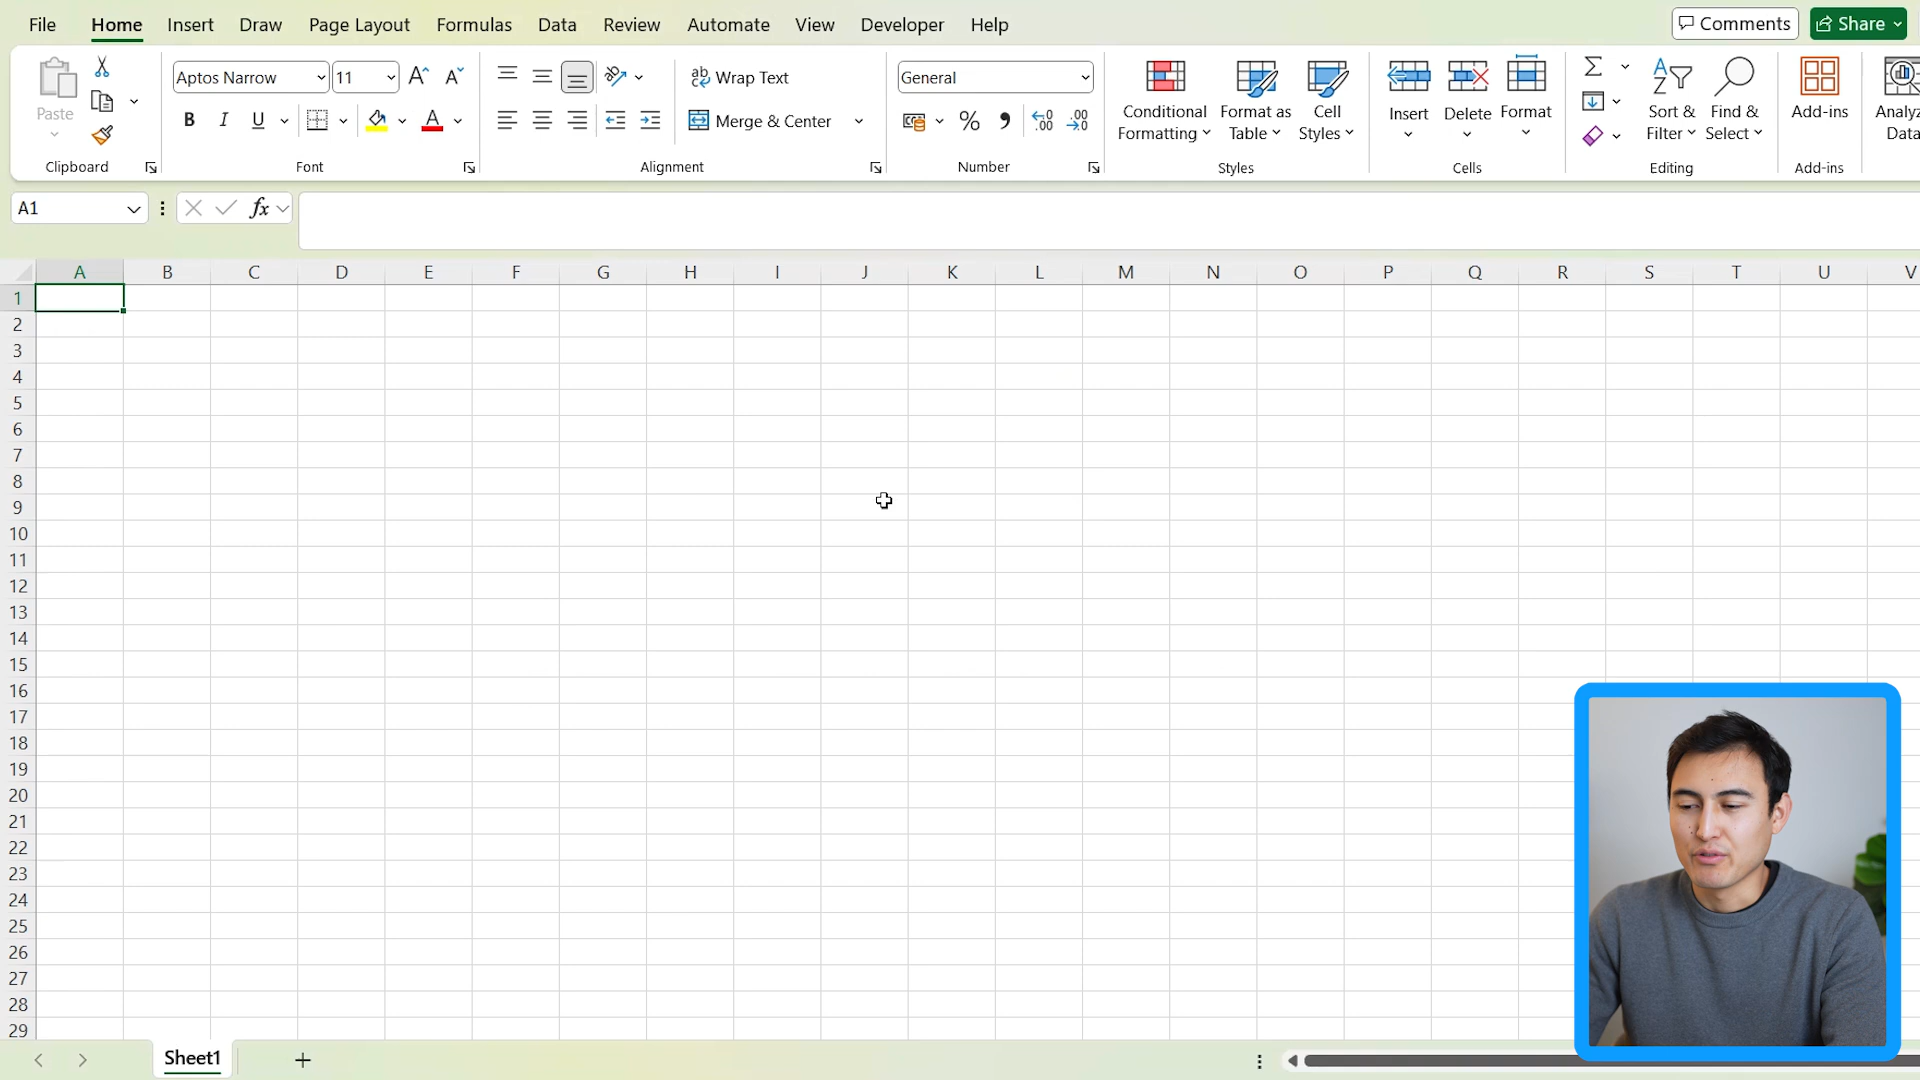 File Home Insert Draw Page Layout Formulas Data Review Automate View Developer Help Comments Share
Paste
Clipboard
Aptos Narrow 11
B I U
Font
Wrap Text
Merge & Center
Alignment
General
% 9
Number
Conditional Formatting
Format as Table
Cell Styles
Styles
Insert Delete Format
Cells
Sort & Filter
Find & Select
Editing
Add-ins
Add-ins
Analyz
Data
A1 fx
A B C D E F G H I J K L M N O P Q R S T U V
1
2
3
4
5
6
7
8
9
10
11
12
13
14
15
16
17
18
19
20
21
22
23
24
25
26
27
28
29
Sheet1